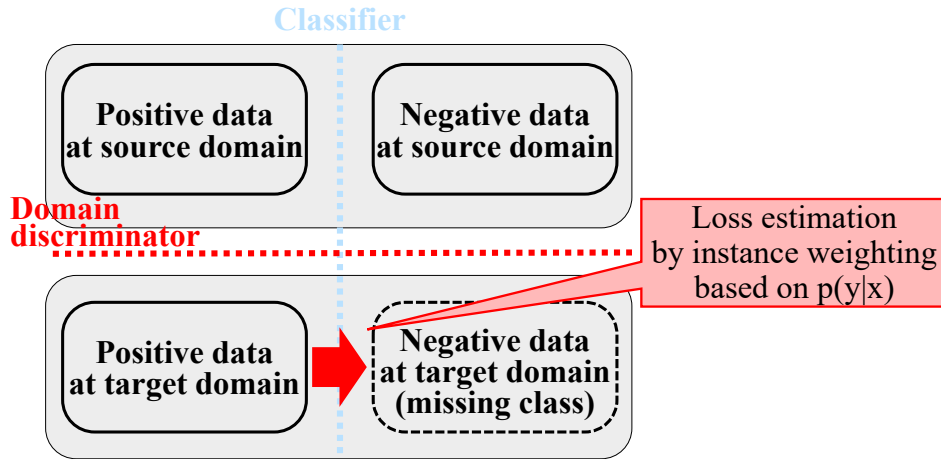 Classifier
Positive data
at source domain
Negative data
at source domain
Domain
discriminator
Loss estimation
by instance weighting
based on p(y|x)
Positive data
at target domain
Negative data
at target domain
(missing class)